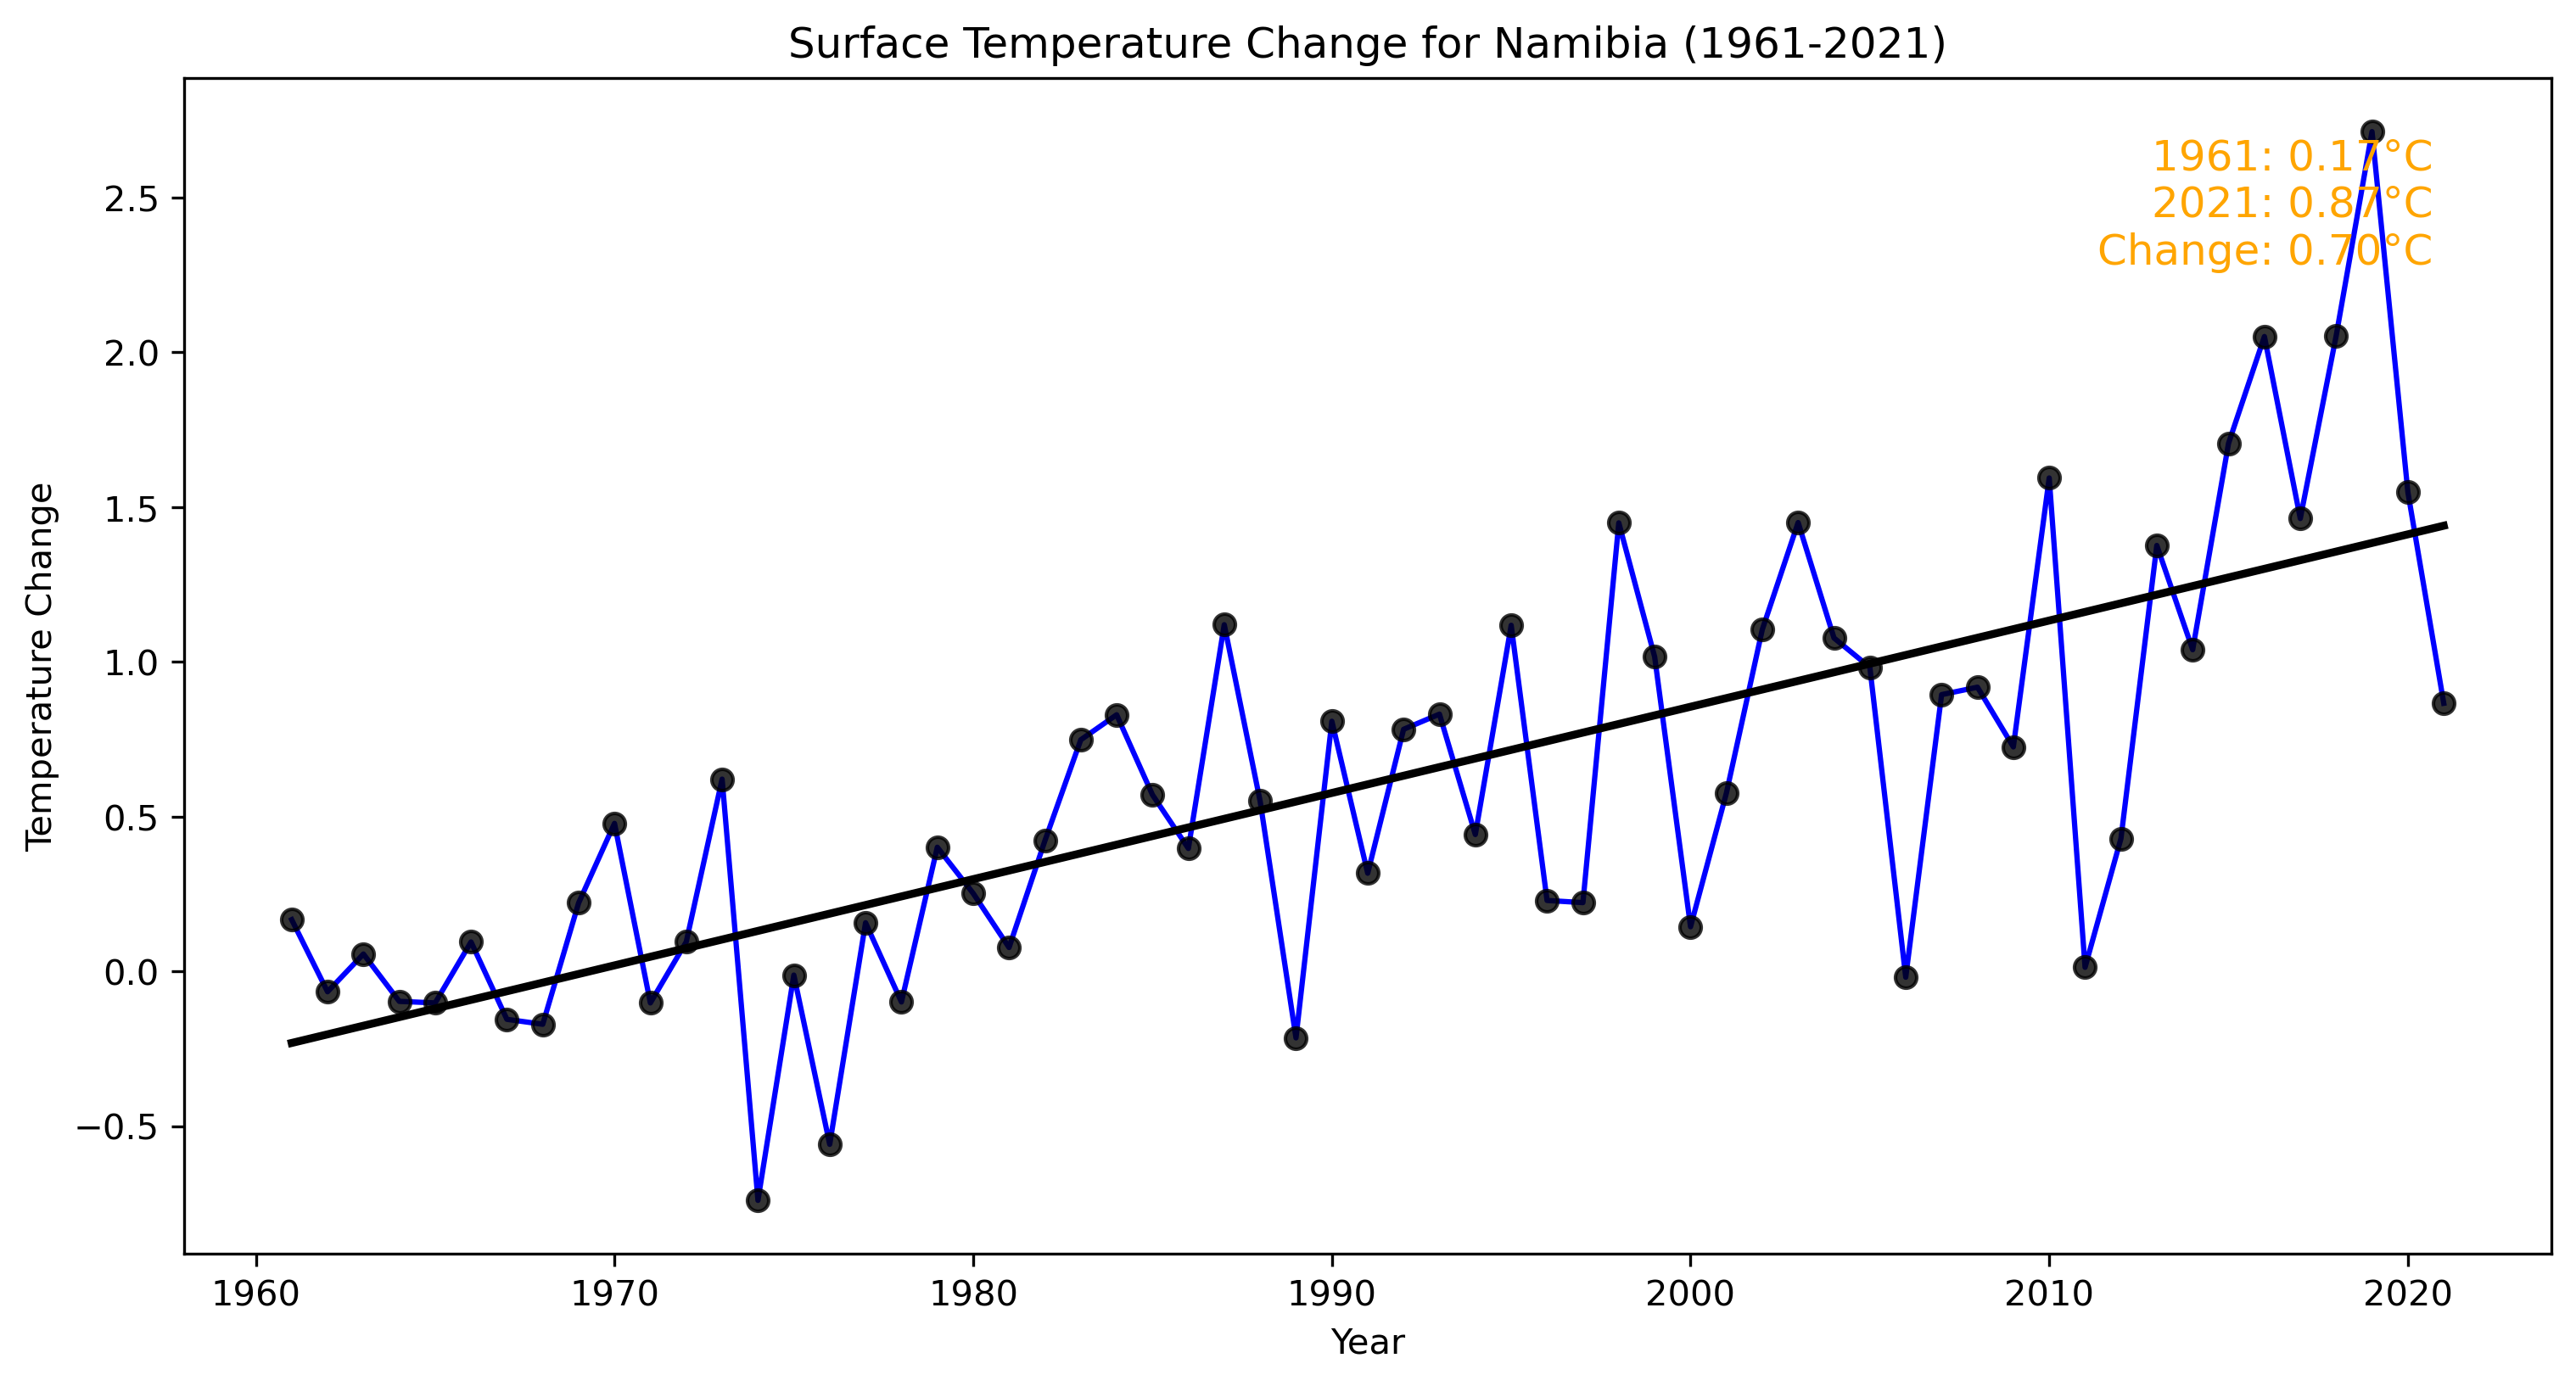 Surface Temperature Change for Namibia (1961-2021)
1961: 0.17°C
2021: 0.87°C
Change: 0.70°C
Temperature Change
2.5
2.0
1.5
1.0
0.5
0.0
−0.5
1960 1970 1980 1990 2000 2010 2020
Year